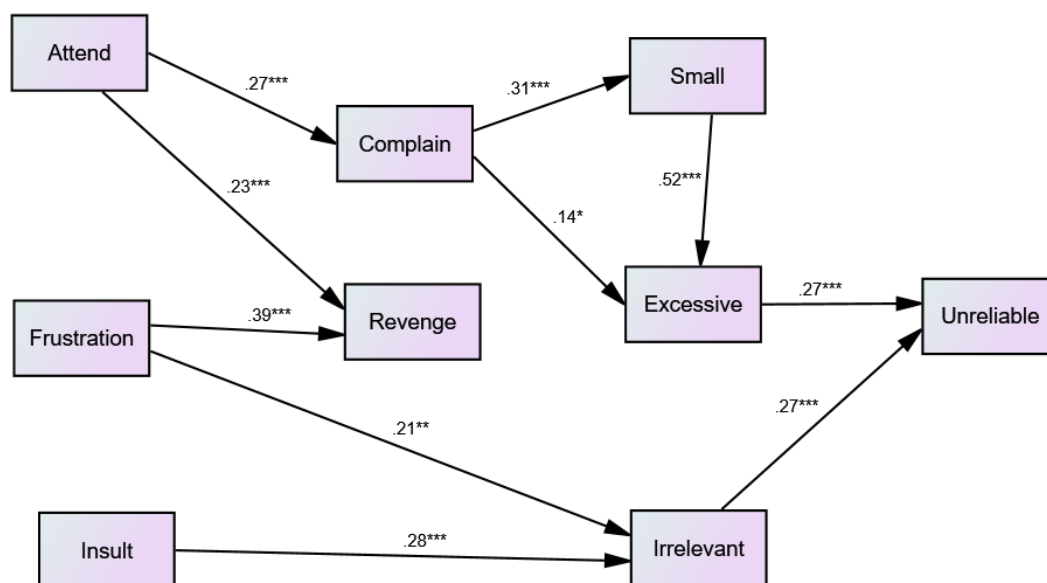 Attend
Small
.27***
.31***
Complain
.52***
.23***
.14*
Excessive
.27***
Unreliable
Frustration
.39***
Revenge
.27***
.21**
Insult
.28***
Irrelevant